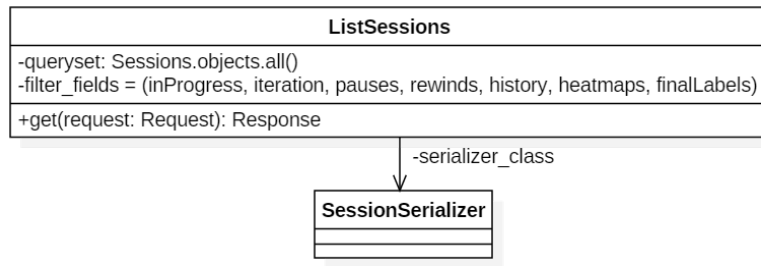 ListSessions
-queryset: Sessions.objects.all()
-filter_fields = (inProgress, iteration, pauses, rewinds, history, heatmaps, finalLabels)
+get(request: Request): Response
-serializer_class
SessionSerializer